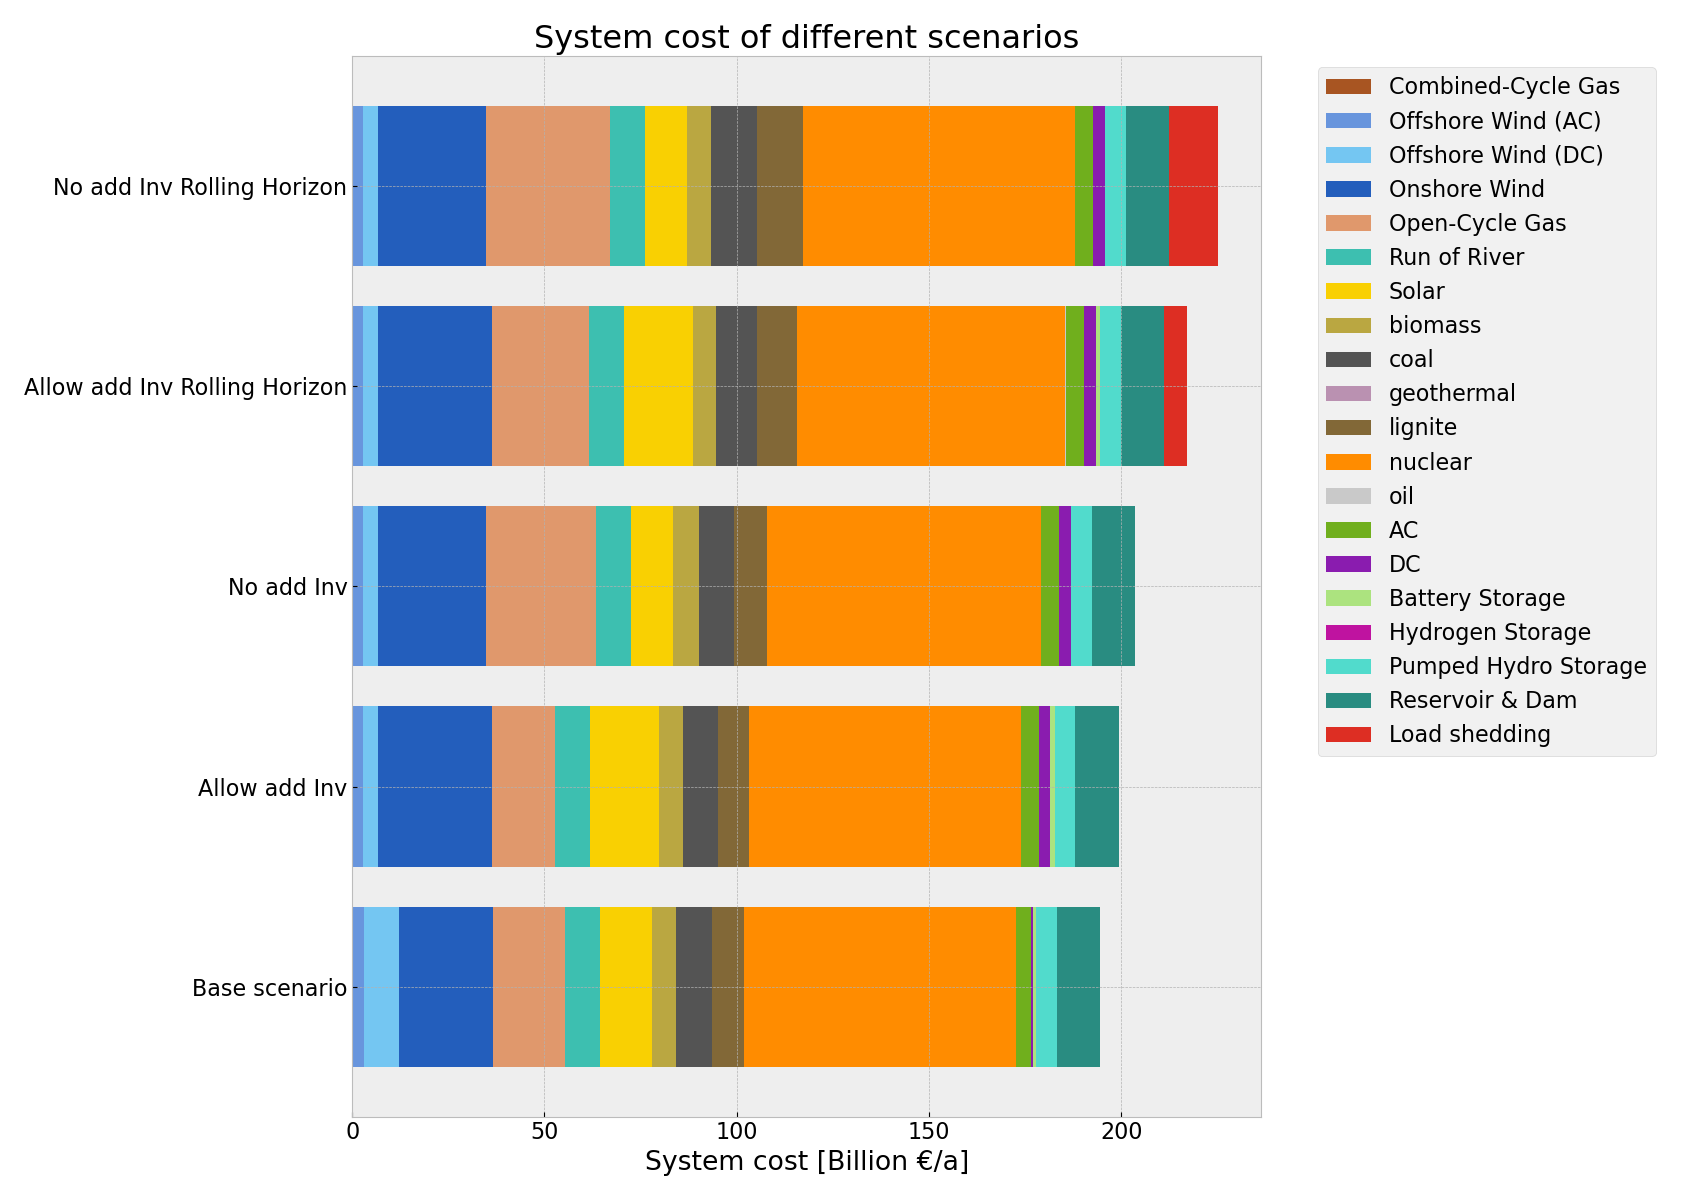 System cost of different scenarios
No add Inv Rolling Horizon
Allow add Inv Rolling Horizon
No add Inv
Allow add Inv
Base scenario
0 50 100 150 200
System cost [Billion €/a]
Combined-Cycle Gas
Offshore Wind (AC)
Offshore Wind (DC)
Onshore Wind
Open-Cycle Gas
Run of River
Solar
biomass
coal
geothermal
lignite
nuclear
oil
AC
DC
Battery Storage
Hydrogen Storage
Pumped Hydro Storage
Reservoir & Dam
Load shedding